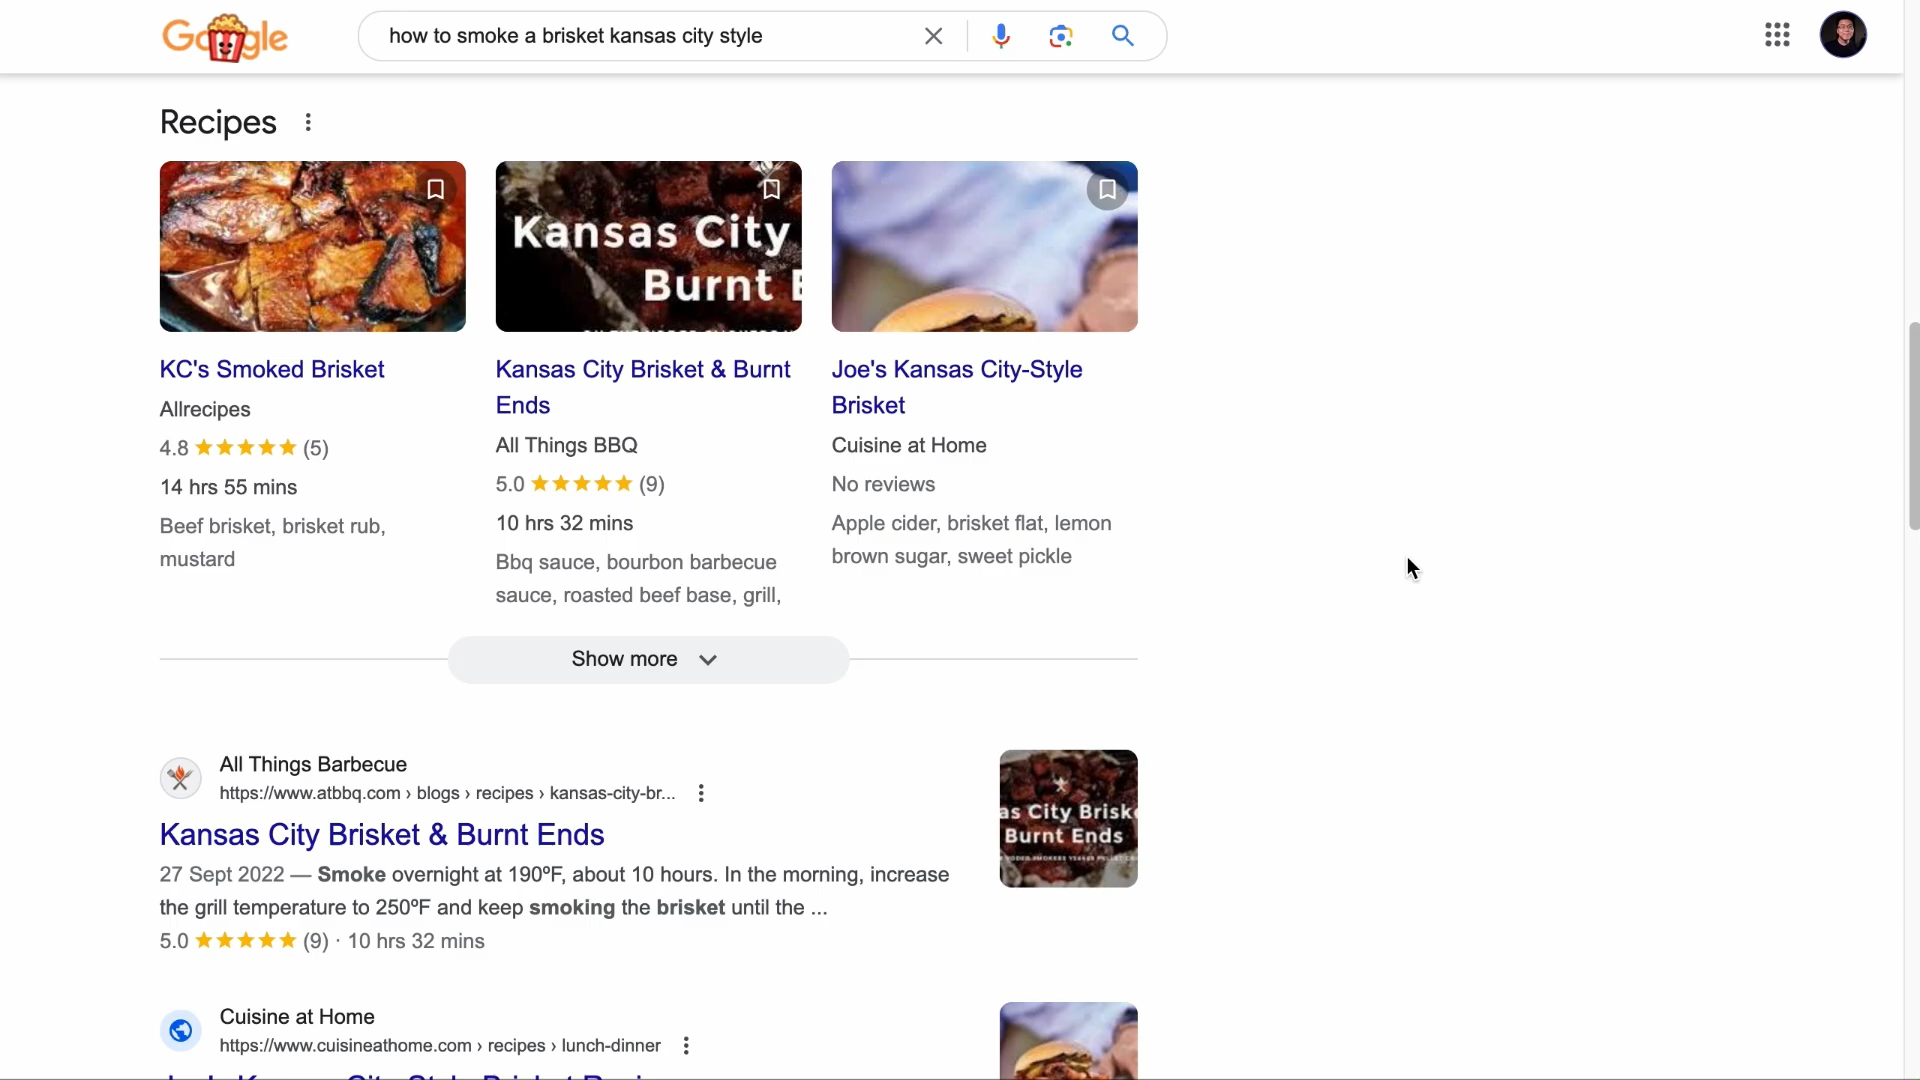 Google
how to smoke a brisket kansas city style
Recipes
Kansas City
Burnt E
KC's Smoked Brisket
Allrecipes
4.8 (5)
14 hrs 55 mins
Beef brisket, brisket rub,
mustard
Kansas City Brisket & Burnt
Ends
All Things BBQ
5.0 (9)
10 hrs 32 mins
Bbq sauce, bourbon barbecue
sauce, roasted beef base, grill,
Joe's Kansas City-Style
Brisket
Cuisine at Home
No reviews
Apple cider, brisket flat, lemon
brown sugar, sweet pickle
Show more
All Things Barbecue
https://www.atbbq.com › blogs › recipes › kansas-city-br...
Kansas City Brisket & Burnt Ends
27 Sept 2022 — Smoke overnight at 190ºF, about 10 hours. In the morning, increase
the grill temperature to 250ºF and keep smoking the brisket until the ...
5.0 (9) · 10 hrs 32 mins
as City Briske
Burnt Ends
Cuisine at Home
https://www.cuisineathome.com › recipes › lunch-dinner